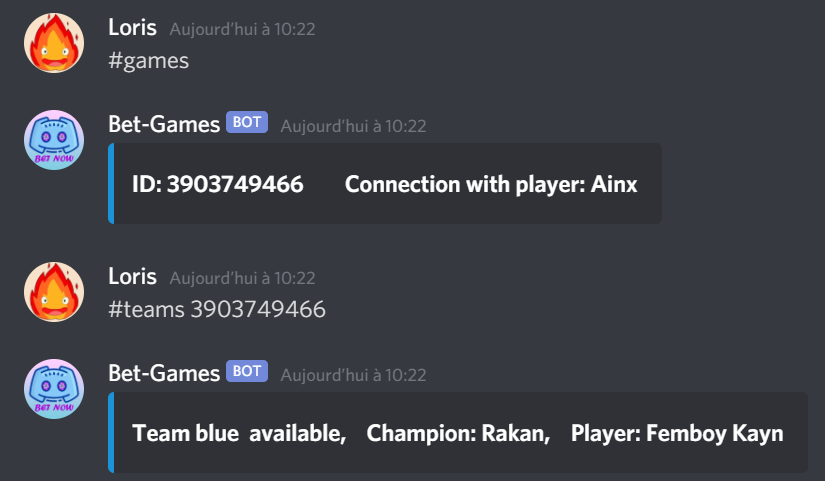 Loris Aujourd'hui à 10:22
#games
Bet-Games BOT Aujourd'hui à 10:22
BET NOW
ID: 3903749466 Connection with player: Ainx
Loris Aujourd'hui à 10:22
#teams 3903749466
Bet-Games BOT Aujourd'hui à 10:22
BET NOW
Team blue available, Champion: Rakan, Player: Femboy Kayn